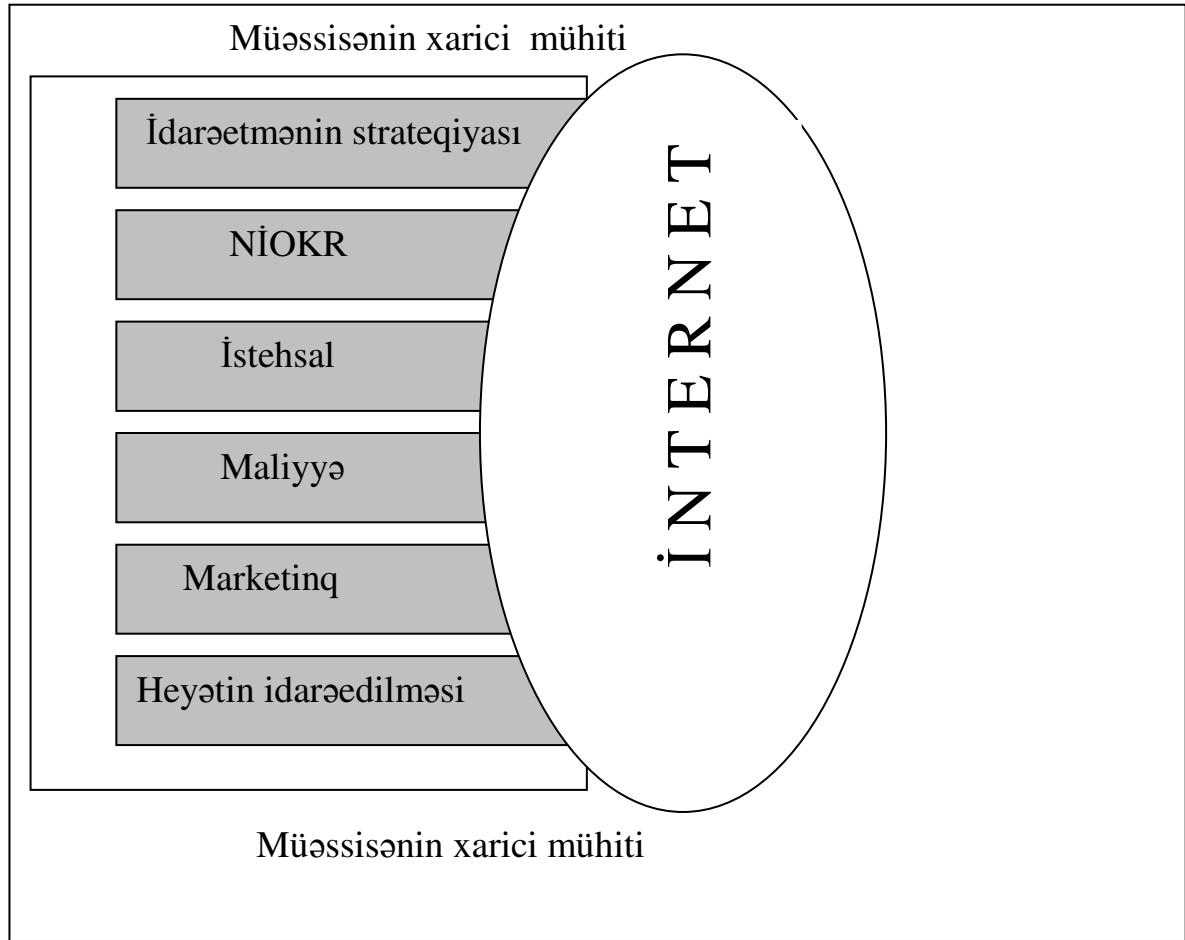 Müəssisənin xarici mühiti
İdarəetmənin strateqiyası
NİOKR
İstehsal
Maliyyə
Marketinq
Heyətin idarəedilməsi
İNTERNET
Müəssisənin xarici mühiti